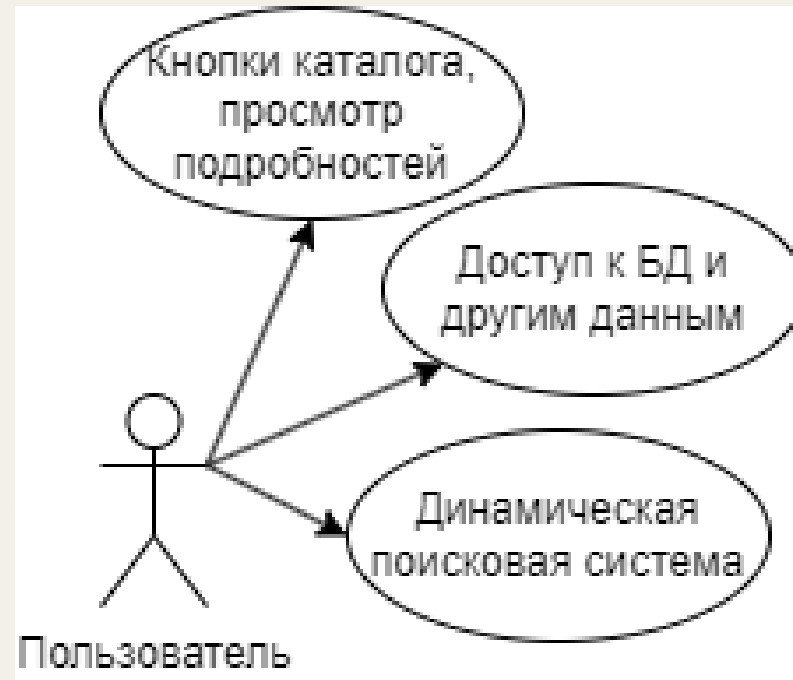 Кнопки каталога,
просмотр
подробностей
Доступ к БД и
другим данным
Динамическая
поисковая система
Пользователь